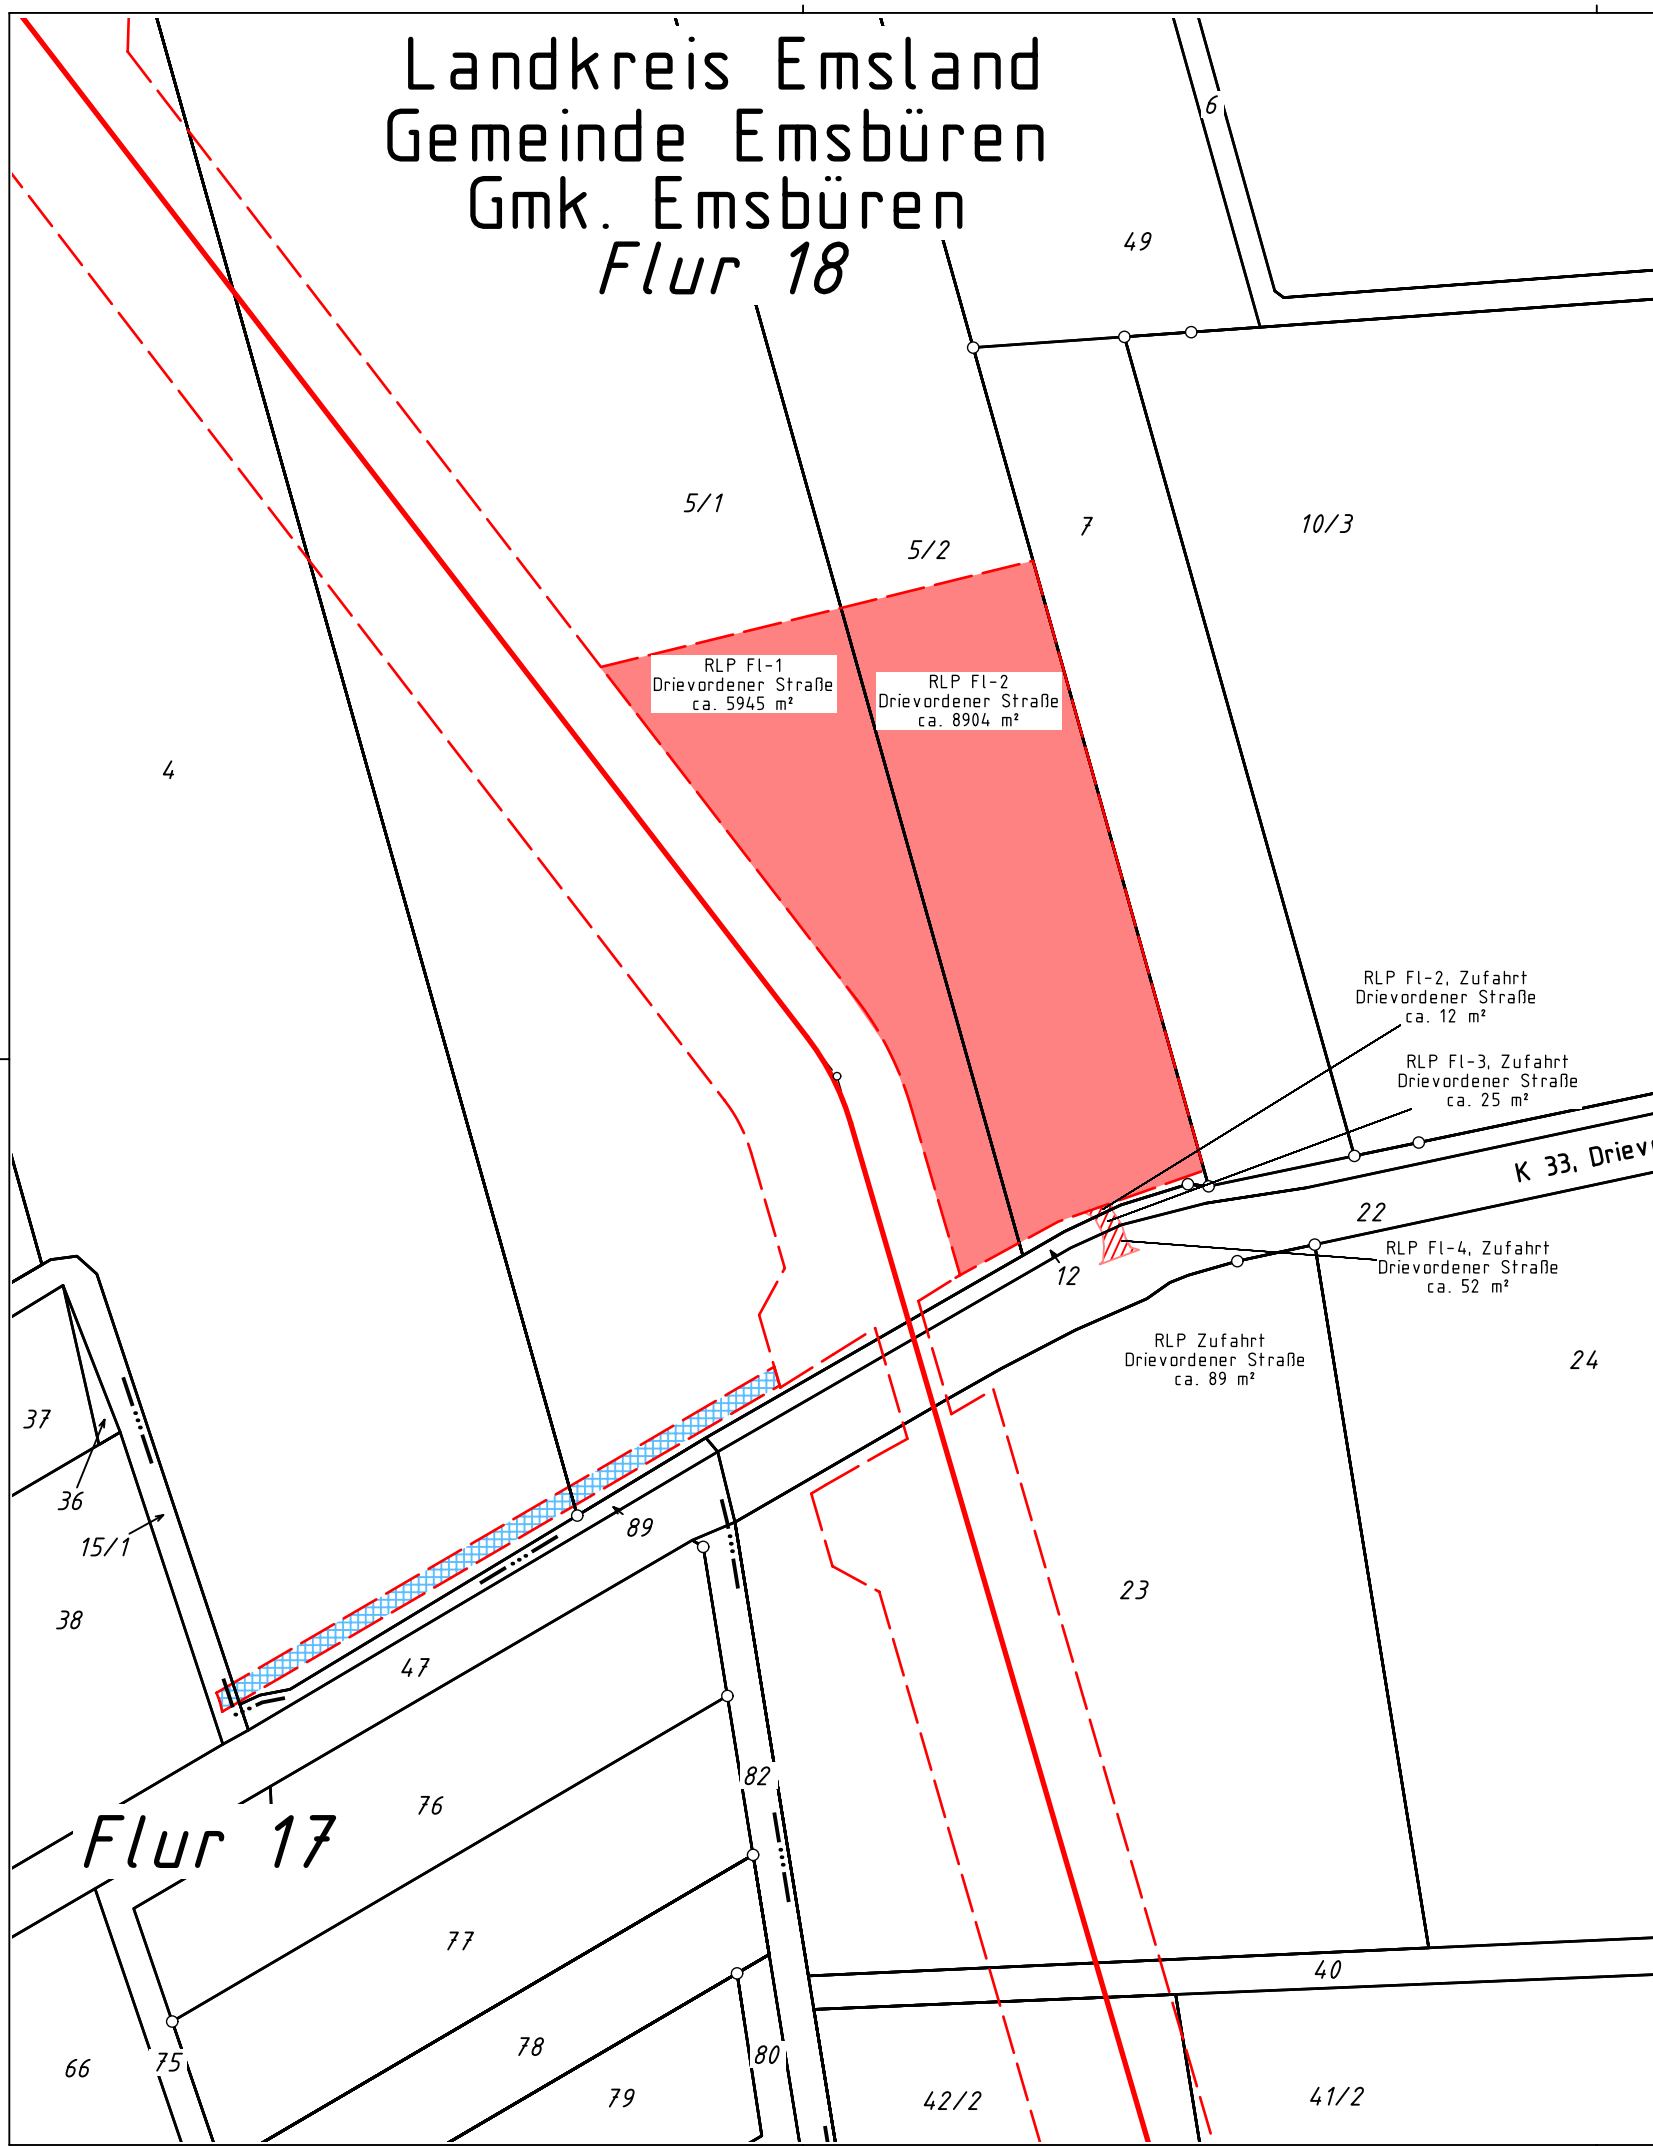 Landkreis Emsland
Gemeinde Emsbüren
Gmk. Emsbüren
Flur 18
6
49
5/1
5/2
7
10/3
RLP Fl-1
Drievordener Straße
ca. 5945 m²
RLP Fl-2
Drievordener Straße
ca. 8904 m²
4
RLP Fl-2, Zufahrt
Drievordener Straße
ca. 12 m²
RLP Fl-3, Zufahrt
Drievordener Straße
ca. 25 m²
K 33, Driev
22
RLP Fl-4, Zufahrt
Drievordener Straße
ca. 52 m²
12
RLP Zufahrt
Drievordener Straße
ca. 89 m²
24
37
36
15/1
89
38
23
47
82
76
Flur 17
77
40
78
80
66
75
79
42/2
41/2